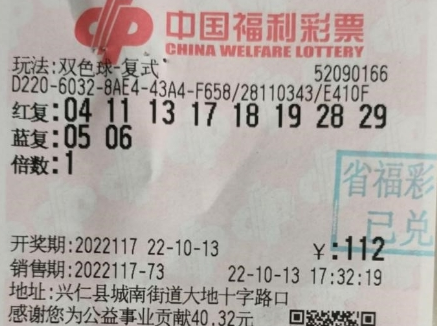 中国福利彩票
CHINA WELFARE LOTTERY
玩法:双色球-复式 52090166
D220-6032-8AE4-43A4-F658/28110343/E410F
红复:04 11 13 17 18 19 28 29
蓝复:05 06
倍数:1
省福彩
已兑
开奖期:2022117 22-10-13 ¥:112
销售期:2022117-73 22-10-13 17:32:19
地址:兴仁县城南街道大地十字路口
感谢您为公益事业贡献40.32元